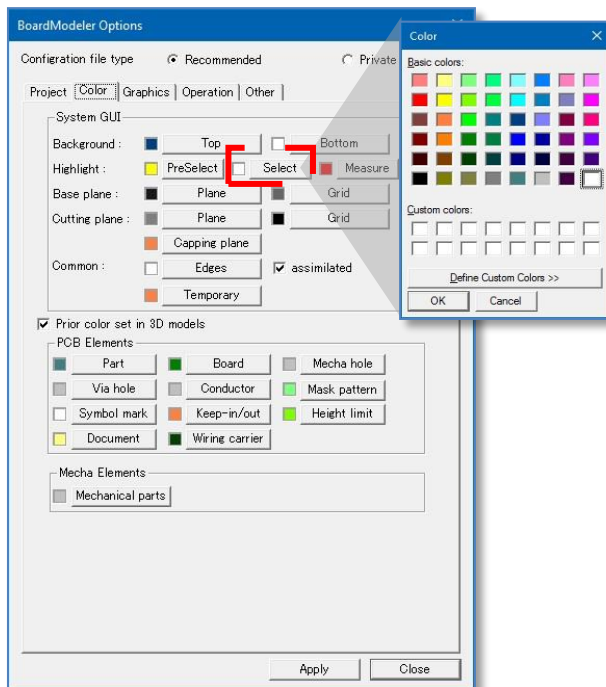 BoardModeler Options
Configration file type Recommended Private
Project Color Graphics Operation Other
System GUI
Background : Top Bottom
Highlight : PreSelect Select Measure
Base plane : Plane Grid
Cutting plane : Plane Grid
Capping plane
Common : Edges assimilated
Temporary
Prior color set in 3D models
PCB Elements
Part Board Mecha hole
Via hole Conductor Mask pattern
Symbol mark Keep-in/out Height limit
Document Wiring carrier
Mecha Elements
Mechanical parts
Apply Close
Color
Basic colors:
Custom colors:
Define Custom Colors >>
OK Cancel